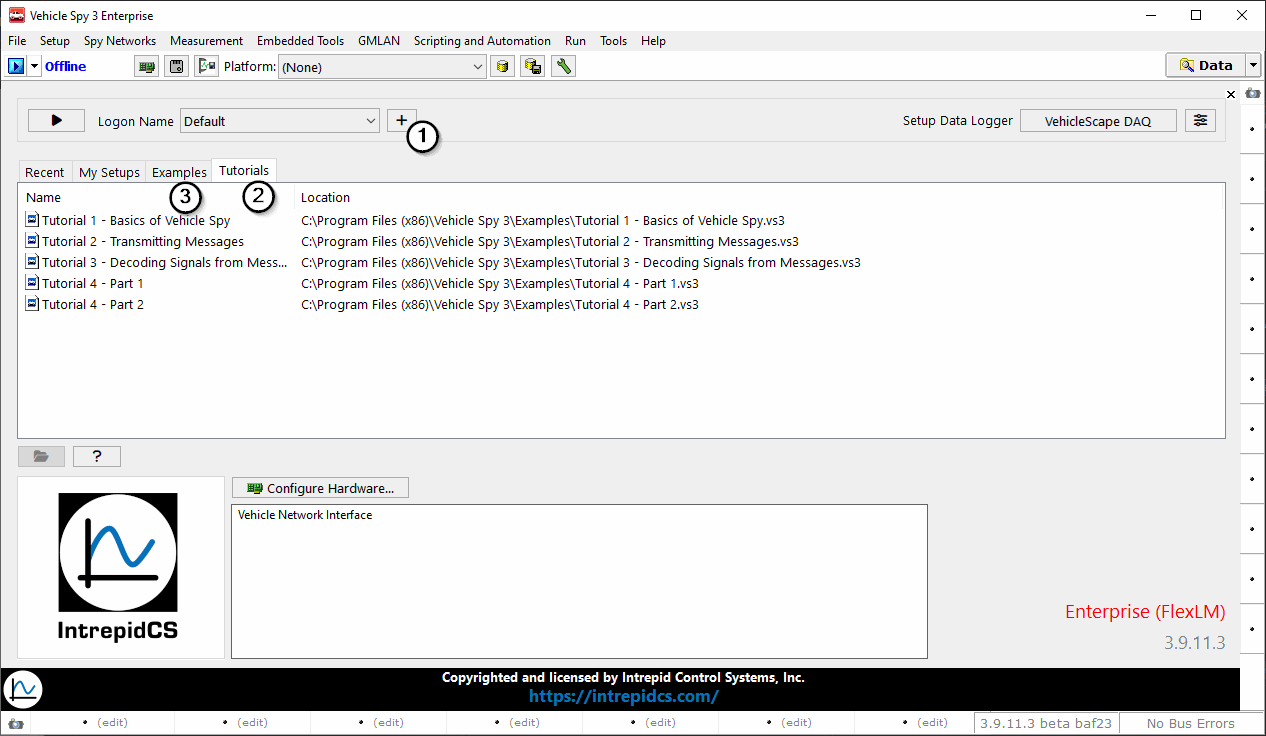 Vehicle Spy 3 Enterprise
File Setup Spy Networks Measurement Embedded Tools GMLAN Scripting and Automation Run Tools Help
Offline Platform: (None) Data
Logon Name Default + Setup Data Logger VehicleScape DAQ
1
Recent My Setups Examples Tutorials
3 2
Name Location
Tutorial 1 - Basics of Vehicle Spy C:\Program Files (x86)\Vehicle Spy 3\Examples\Tutorial 1 - Basics of Vehicle Spy.vs3
Tutorial 2 - Transmitting Messages C:\Program Files (x86)\Vehicle Spy 3\Examples\Tutorial 2 - Transmitting Messages.vs3
Tutorial 3 - Decoding Signals from Mess... C:\Program Files (x86)\Vehicle Spy 3\Examples\Tutorial 3 - Decoding Signals from Messages.vs3
Tutorial 4 - Part 1 C:\Program Files (x86)\Vehicle Spy 3\Examples\Tutorial 4 - Part 1.vs3
Tutorial 4 - Part 2 C:\Program Files (x86)\Vehicle Spy 3\Examples\Tutorial 4 - Part 2.vs3
?
Configure Hardware...
Vehicle Network Interface
IntrepidCS
Enterprise (FlexLM)
3.9.11.3
Copyrighted and licensed by Intrepid Control Systems, Inc.
https://intrepidcs.com/
(edit) (edit) (edit) (edit) (edit) (edit) (edit) 3.9.11.3 beta baf23 No Bus Errors